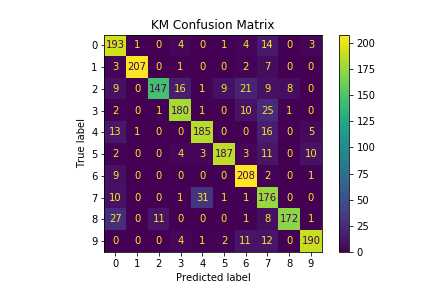 KM Confusion Matrix
0 193 1 0 4 0 1 4 14 0 3
1 3 207 0 1 0 0 2 7 0 0
2 9 0 147 16 1 9 21 9 8 0
3 2 0 1 180 1 0 10 25 1 0
4 13 1 0 0 185 0 0 16 0 5
5 2 0 0 4 3 187 3 11 0 10
6 9 0 0 0 0 0 208 2 0 1
7 10 0 0 1 31 1 1 176 0 0
8 27 0 11 0 0 0 1 8 172 1
9 0 0 0 4 1 2 11 12 0 190
0 1 2 3 4 5 6 7 8 9
Predicted label
True label
200
175
150
125
100
75
50
25
0